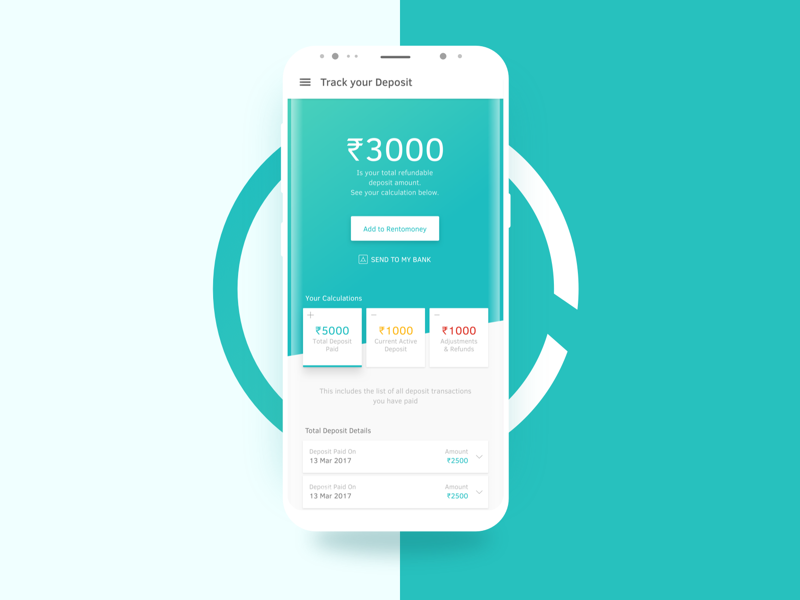 Track your Deposit
₹3000
Is your total refundable
deposit amount.
See your calculation below.
Add to Rentomoney
SEND TO MY BANK
Your Calculations
+ − −
₹5000 ₹1000 ₹1000
Total Deposit Current Active Adjustments
Paid Deposit & Refunds
This includes the list of all deposit transactions
you have paid
Total Deposit Details
Deposit Paid On Amount
13 Mar 2017 ₹2500
Deposit Paid On Amount
13 Mar 2017 ₹2500